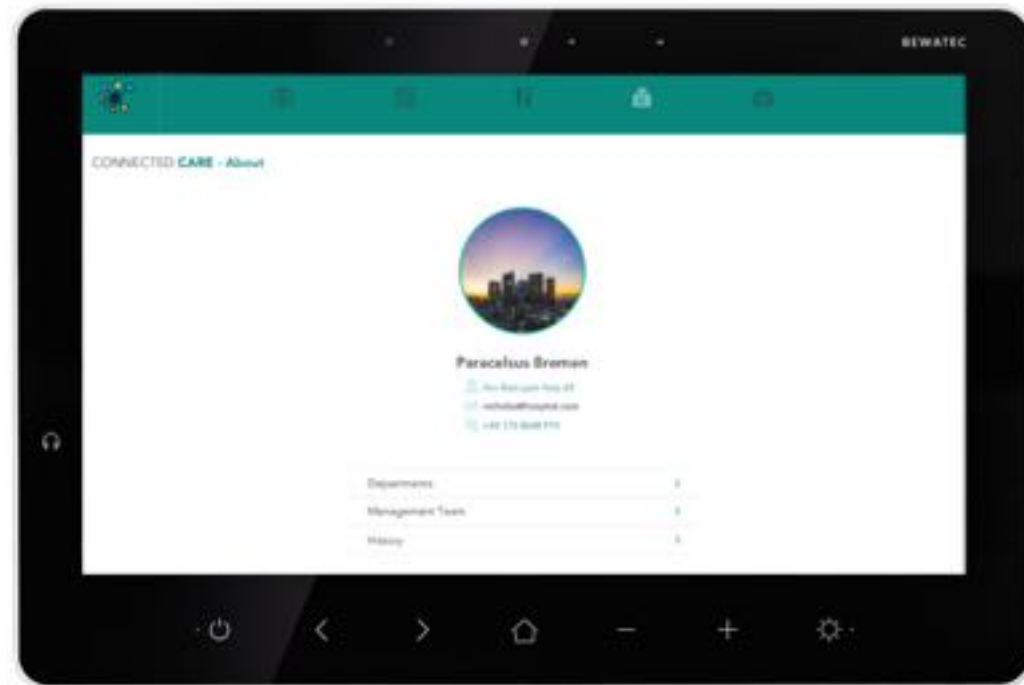 BEWATEC
CONNECTED CARE - About
Paracelsus Bremen
Departments
Management Team
History